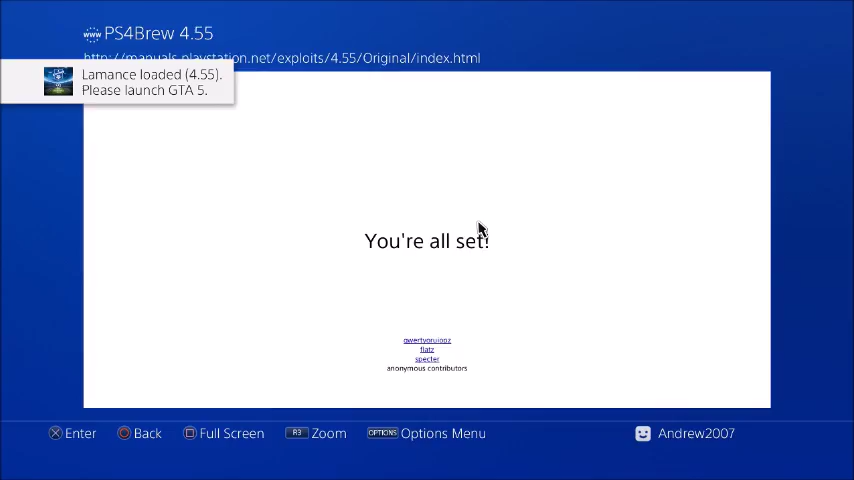 PS4Brew 4.55
http://manuals.playstation.net/exploits/4.55/Original/index.html
Lamance loaded (4.55).
Please launch GTA 5.
You're all set!
qwertyoruiopz
flatz
specter
anonymous contributors
Enter Back Full Screen R3 Zoom OPTIONS Options Menu Andrew2007